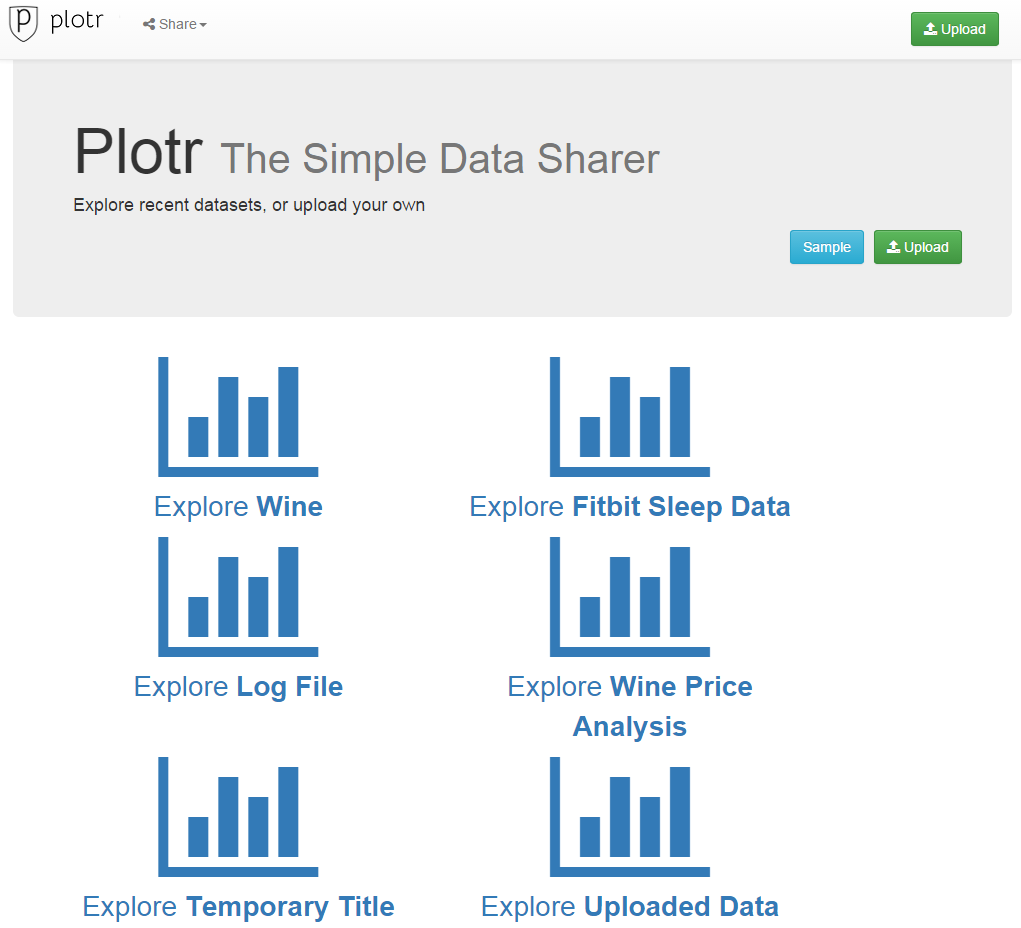 p plotr Share Upload
Plotr The Simple Data Sharer
Explore recent datasets, or upload your own
Sample Upload
Explore Wine
Explore Fitbit Sleep Data
Explore Log File
Explore Wine Price
Analysis
Explore Temporary Title
Explore Uploaded Data